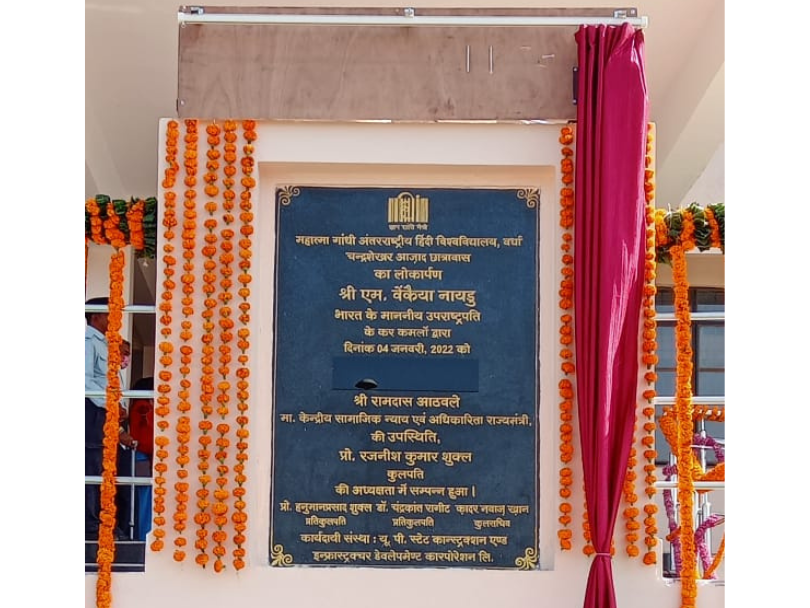 ज्ञान शांति मैत्री
महात्मा गांधी अंतरराष्ट्रीय हिंदी विश्वविद्यालय, वर्धा
चन्द्रशेखर आज़ाद छात्रावास
का लोकार्पण
श्री एम. वेंकैया नायडु
भारत के माननीय उपराष्ट्रपति
के कर कमलों द्वारा
दिनांक 04 जनवरी, 2022 को
श्री रामदास आठवले
मा. केन्द्रीय सामाजिक न्याय एवं अधिकारिता राज्यमंत्री,
की उपस्थिति,
प्रो. रजनीश कुमार शुक्ल
कुलपति
की अध्यक्षता में सम्पन्न हुआ |
प्रो. हनुमानप्रसाद शुक्ल डॉ. चंद्रकांत रागीट कादर नवाज़ ख़ान
प्रतिकुलपति प्रतिकुलपति कुलसचिव
कार्यदायी संस्था : यू. पी. स्टेट कान्स्ट्रक्शन एण्ड
इन्फ्रास्ट्रक्चर डेवलेपमेण्ट कारपोरेशन लि.